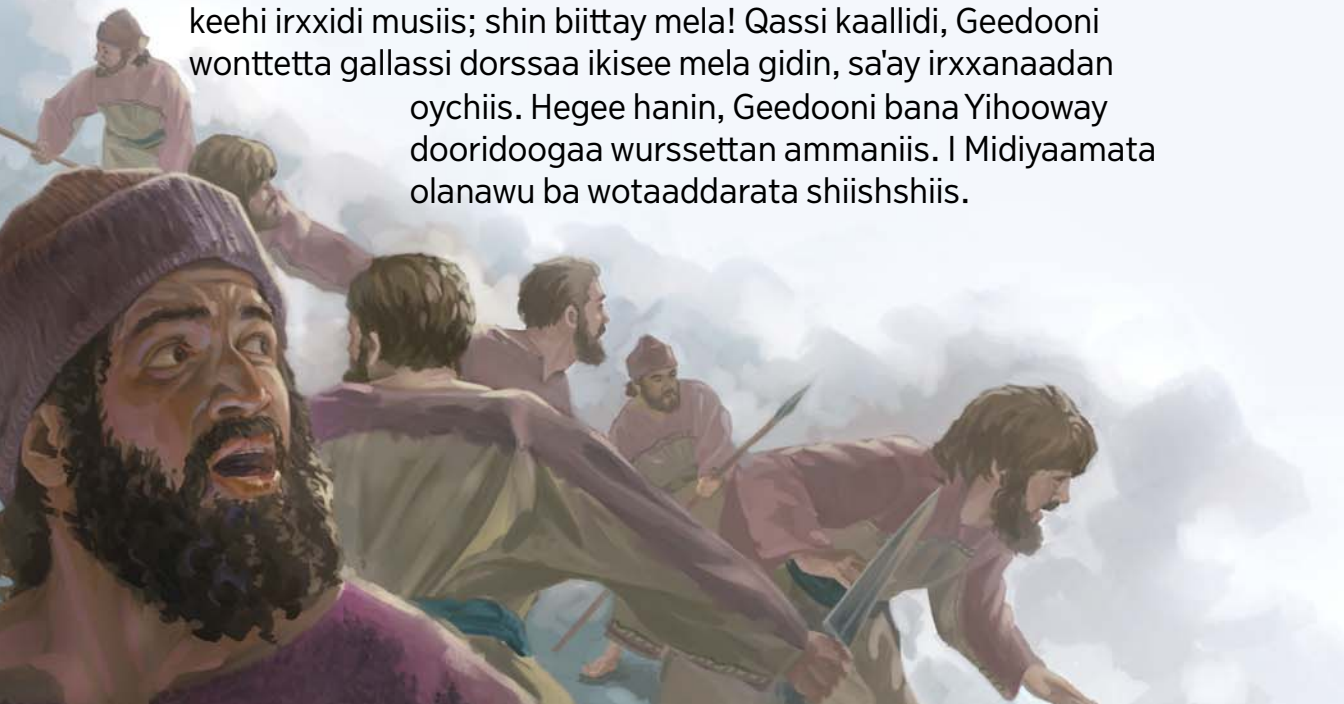 keehi irxxidi musiis; shin biittay mela! Qassi kaallidi, Geedooni
wonttetta gallassi dorssaa ikisee mela gidin, sa'ay irxxanaadan
oychiis. Hegee hanin, Geedooni bana Yihooway
dooridoogaa wurssettan ammaniis. I Midiyaamata
olanawu ba wotaaddarata shiishshiis.